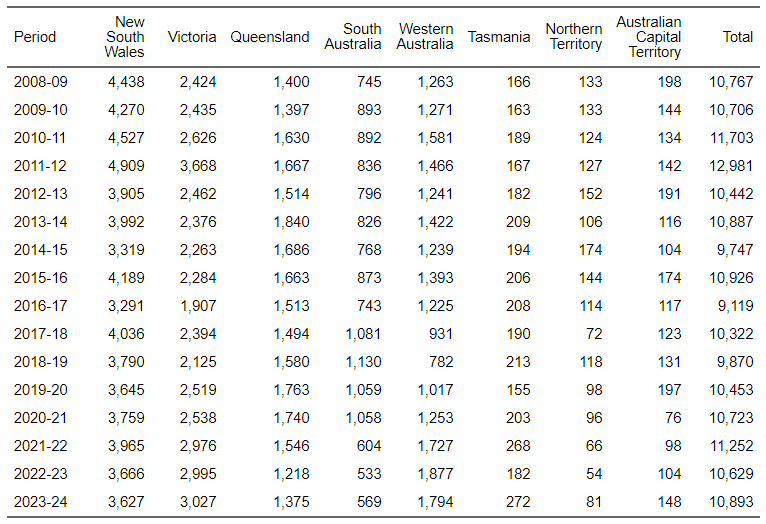 Period New South Wales Victoria Queensland South Australia Western Australia Tasmania Northern Territory Australian Capital Territory Total
2008-09 4,438 2,424 1,400 745 1,263 166 133 198 10,767
2009-10 4,270 2,435 1,397 893 1,271 163 133 144 10,706
2010-11 4,527 2,626 1,630 892 1,581 189 124 134 11,703
2011-12 4,909 3,668 1,667 836 1,466 167 127 142 12,981
2012-13 3,905 2,462 1,514 796 1,241 182 152 191 10,442
2013-14 3,992 2,376 1,840 826 1,422 209 106 116 10,887
2014-15 3,319 2,263 1,686 768 1,239 194 174 104 9,747
2015-16 4,189 2,284 1,663 873 1,393 206 144 174 10,926
2016-17 3,291 1,907 1,513 743 1,225 208 114 117 9,119
2017-18 4,036 2,394 1,494 1,081 931 190 72 123 10,322
2018-19 3,790 2,125 1,580 1,130 782 213 118 131 9,870
2019-20 3,645 2,519 1,763 1,059 1,017 155 98 197 10,453
2020-21 3,759 2,538 1,740 1,058 1,253 203 96 76 10,723
2021-22 3,965 2,976 1,546 604 1,727 268 66 98 11,252
2022-23 3,666 2,995 1,218 533 1,877 182 54 104 10,629
2023-24 3,627 3,027 1,375 569 1,794 272 81 148 10,893